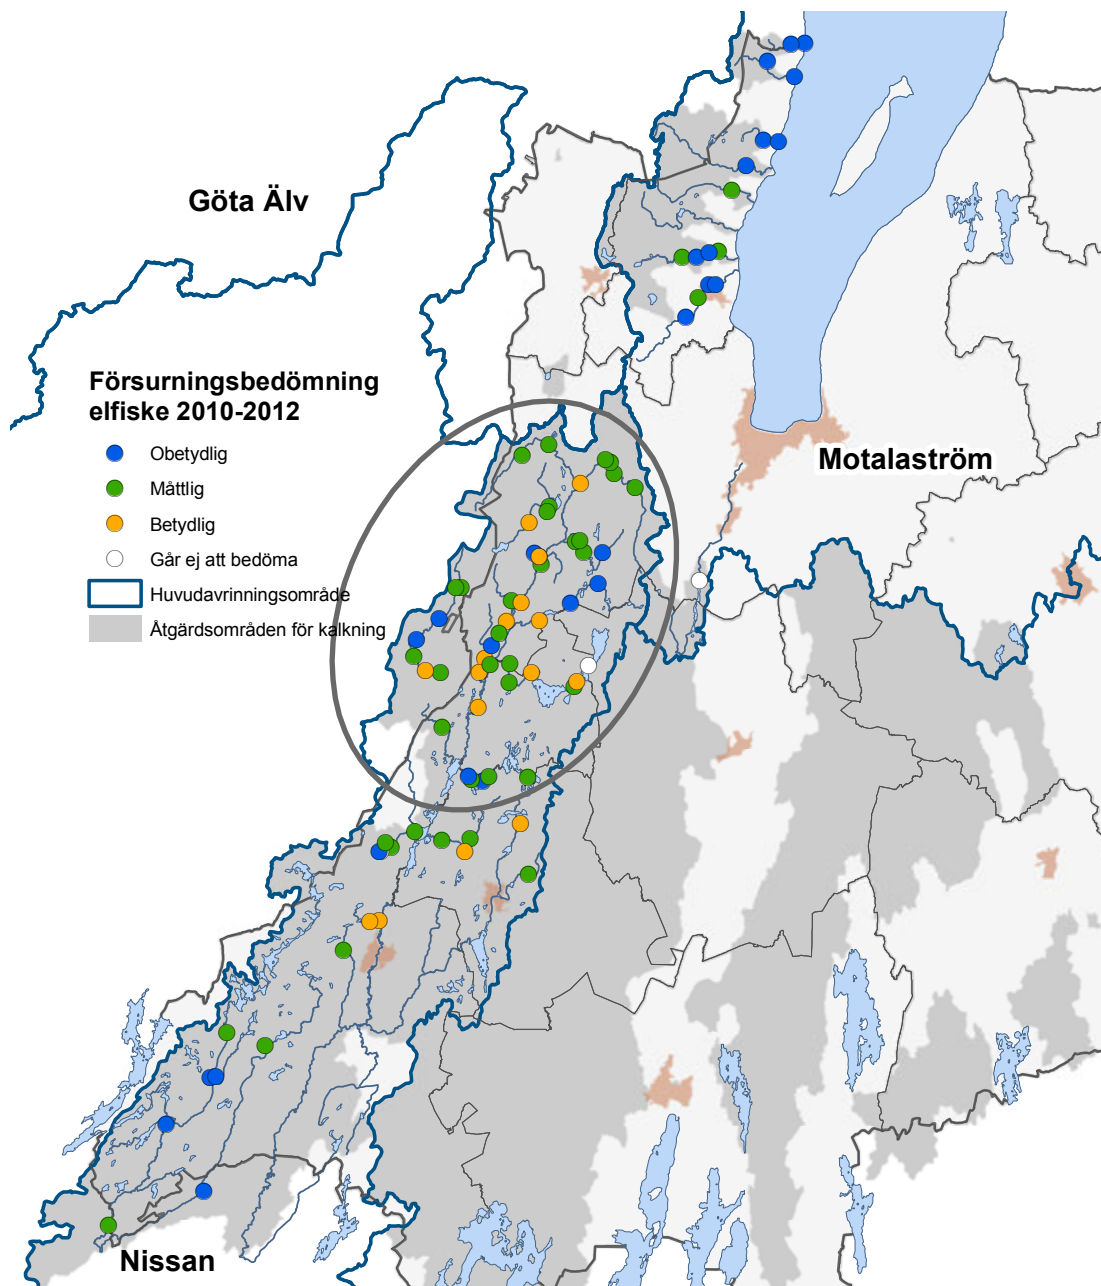 Göta Älv
Försurningsbedömning
elfiske 2010-2012
Obetydlig
Måttlig
Betydlig
Går ej att bedöma
Huvudavrinningsområde
Åtgärdsområden för kalkning
Motalaström
Nissan